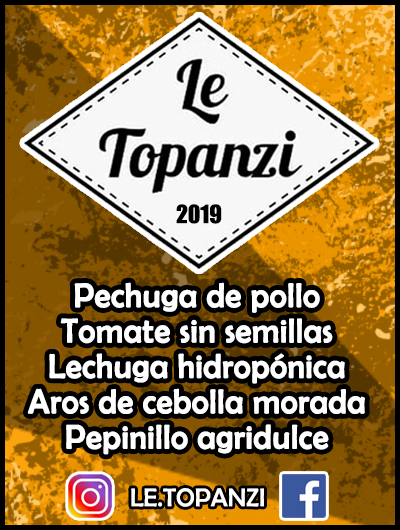 Le
Topanzi
2019
Pechuga de pollo
Tomate sin semillas
Lechuga hidropónica
Aros de cebolla morada
Pepinillo agridulce
LE.TOPANZI